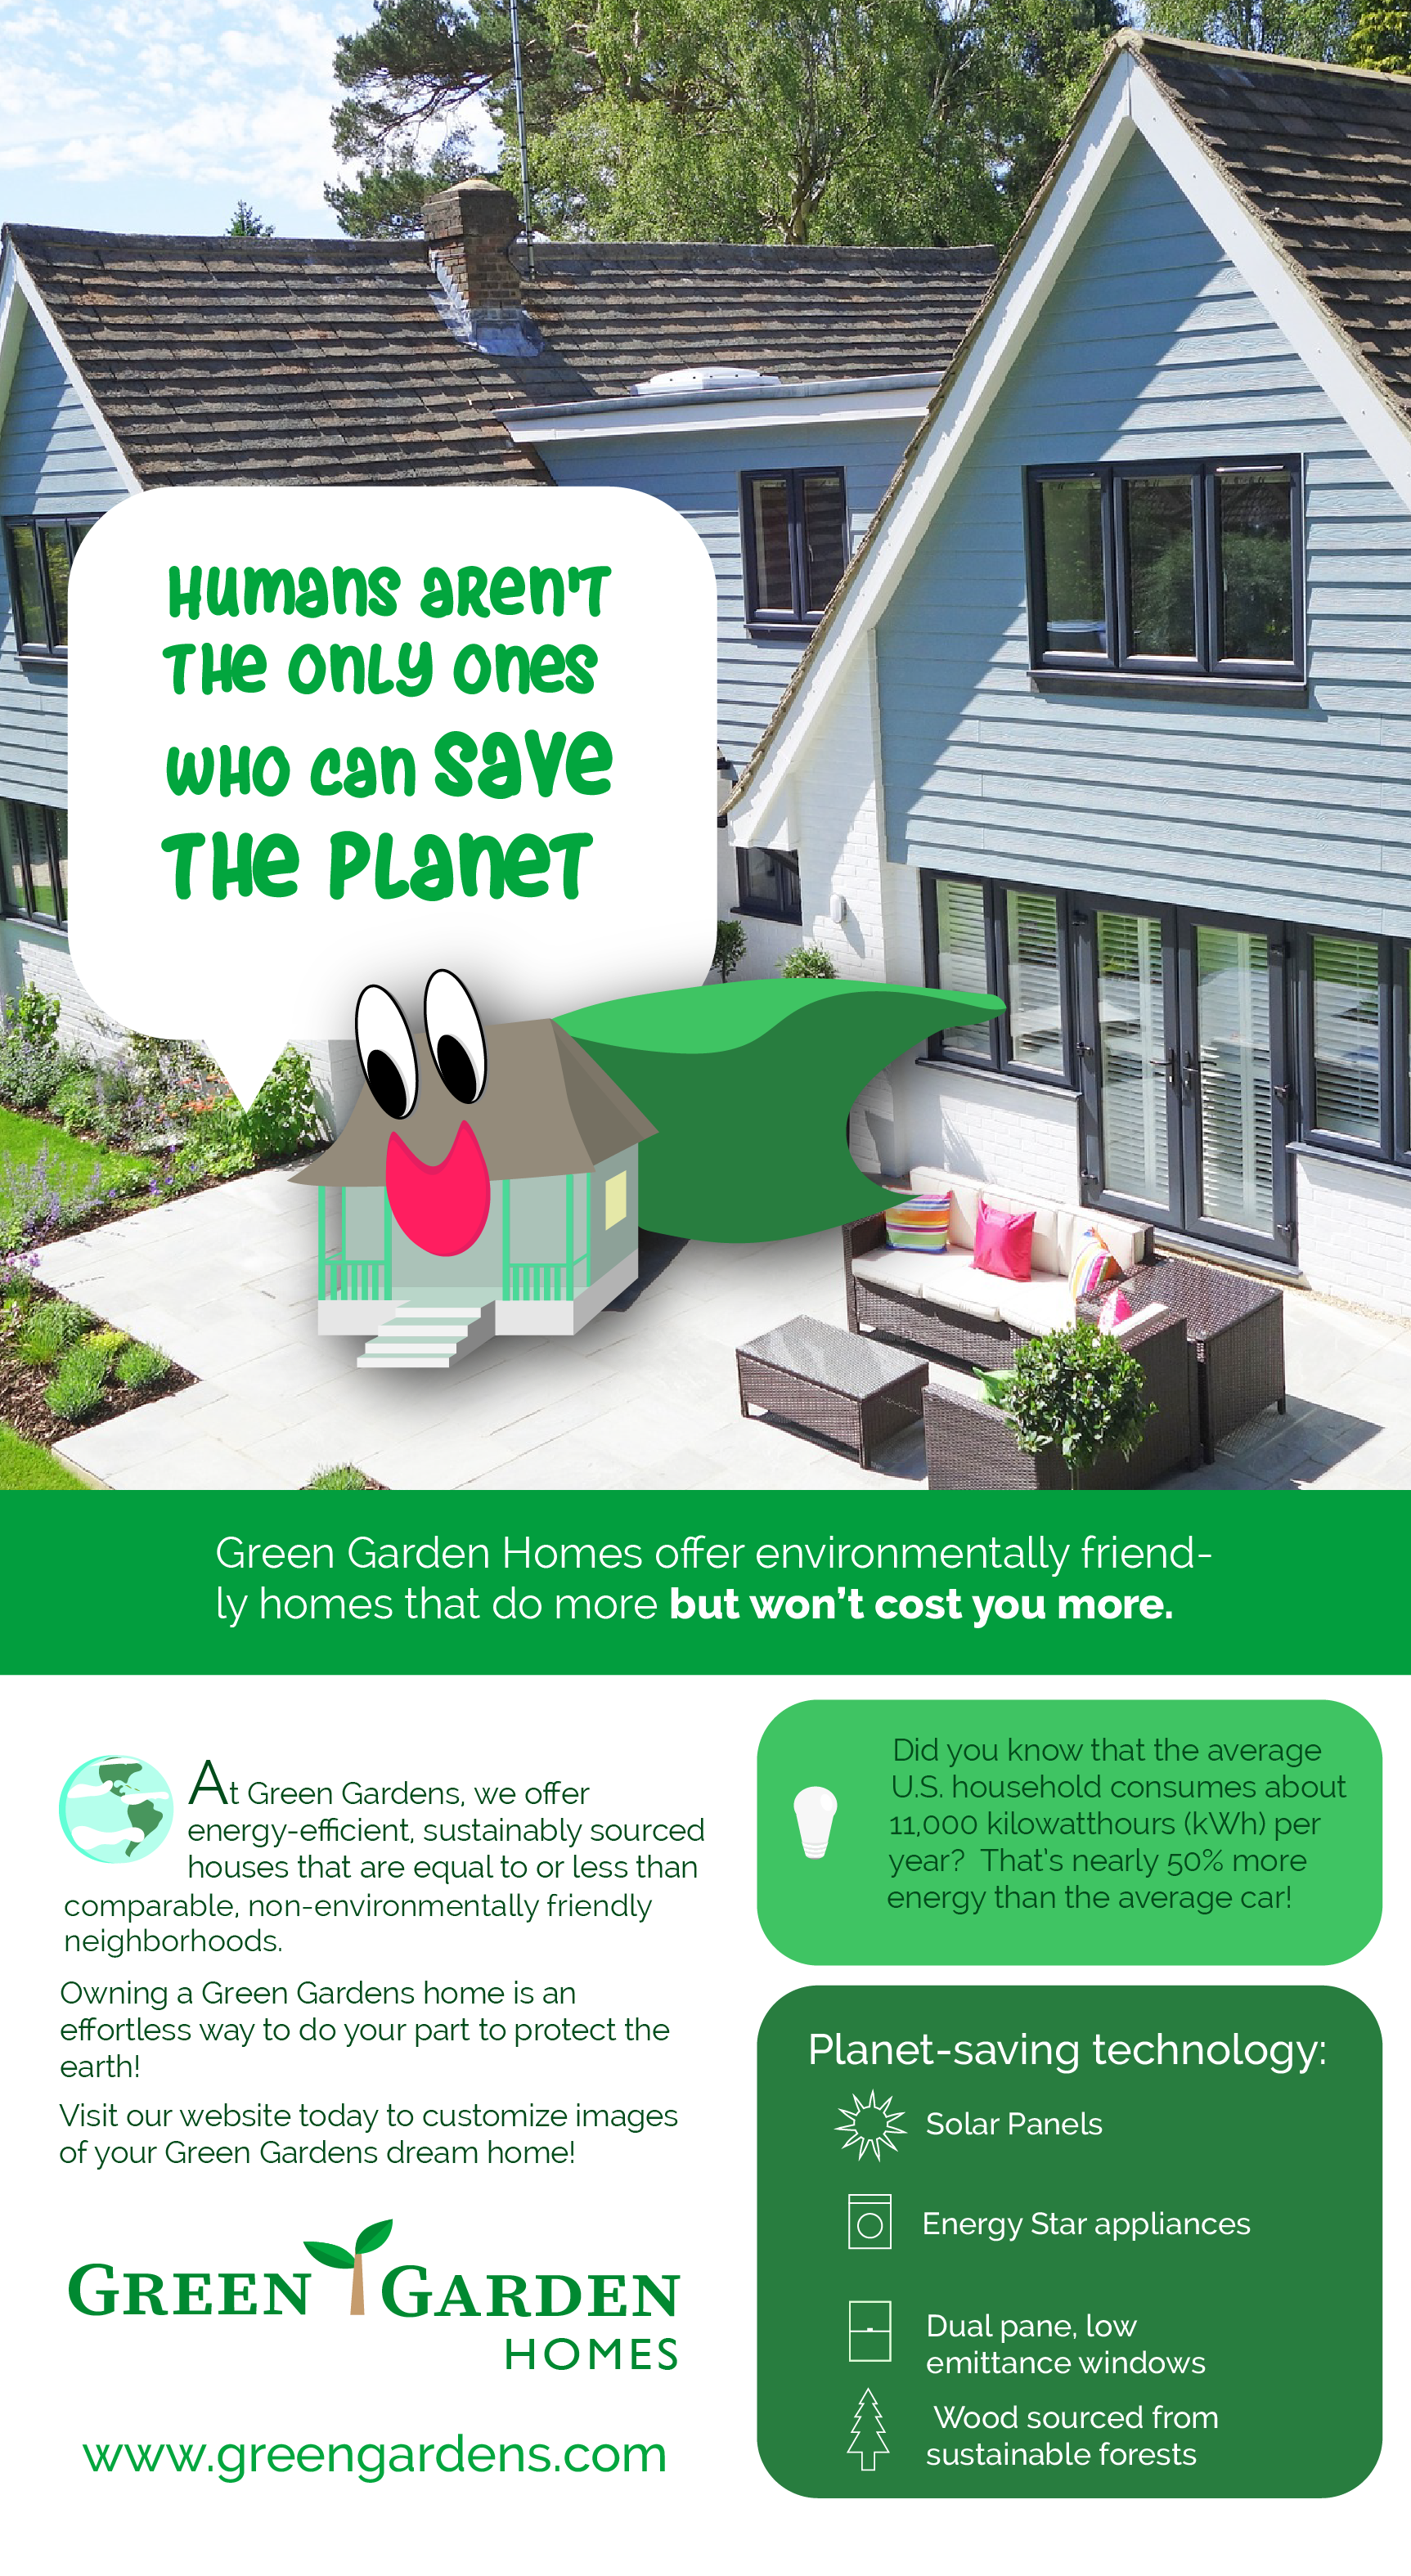 Humans aren't
the only ones
who can save
the planet
Green Garden Homes offer environmentally friend-
ly homes that do more but won't cost you more.
At Green Gardens, we offer
energy-efficient, sustainably sourced
houses that are equal to or less than
comparable, non-environmentally friendly
neighborhoods.
Owning a Green Gardens home is an
effortless way to do your part to protect the
earth!
Visit our website today to customize images
of your Green Gardens dream home!
GREEN GARDEN
HOMES
www.greengardens.com
Did you know that the average
U.S. household consumes about
11,000 kilowatthours (kWh) per
year? That's nearly 50% more
energy than the average car!
Planet-saving technology:
Solar Panels
Energy Star appliances
Dual pane, low
emittance windows
Wood sourced from
sustainable forests